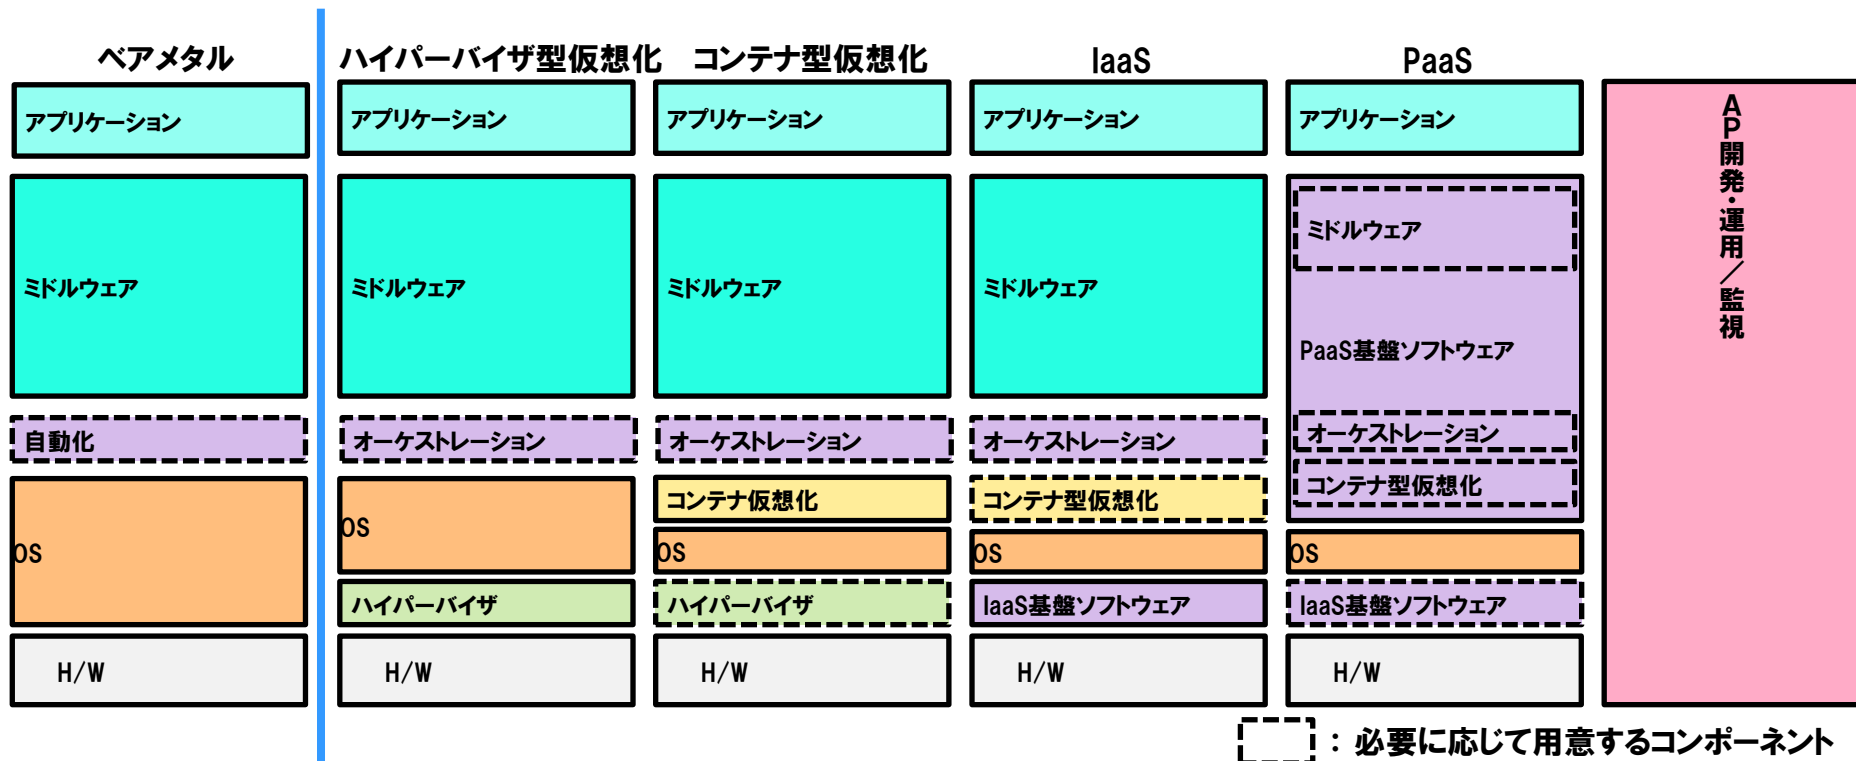 ベアメタル
アプリケーション
ミドルウェア
自動化
OS
H/W
ハイパーバイザ型仮想化
アプリケーション
ミドルウェア
オーケストレーション
OS
ハイパーバイザ
H/W
コンテナ型仮想化
アプリケーション
ミドルウェア
オーケストレーション
コンテナ仮想化
OS
ハイパーバイザ
H/W
IaaS
アプリケーション
ミドルウェア
オーケストレーション
コンテナ型仮想化
OS
IaaS基盤ソフトウェア
H/W
PaaS
アプリケーション
ミドルウェア
PaaS基盤ソフトウェア
オーケストレーション
コンテナ型仮想化
OS
IaaS基盤ソフトウェア
H/W
AP開発・運用／監視
：必要に応じて用意するコンポーネント